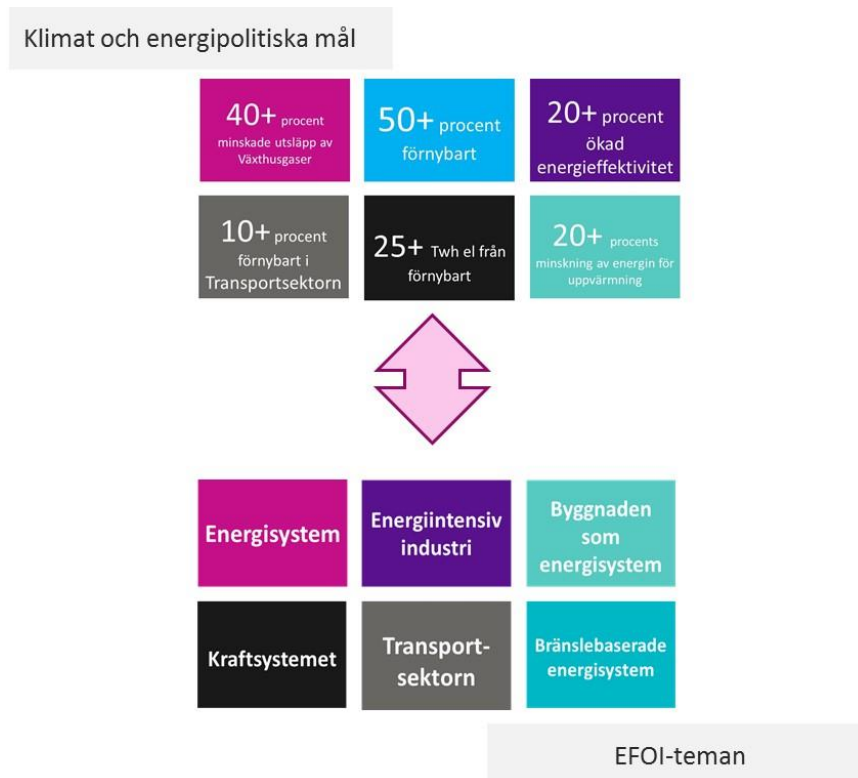 Klimat och energipolitiska mål
40+ procent
minskade utsläpp av
Växthusgaser
50+ procent
förnybart
20+ procent
ökad
energieffektivitet
10+ procent
förnybart i
Transportsektorn
25+ Twh el från
förnybart
20+ procents
minskning av energin för
uppvärmning
Energisystem
Energiintensiv
industri
Byggnaden
som
energisystem
Kraftsystemet
Transport-
sektorn
Bränslebaserade
energisystem
EFOI-teman